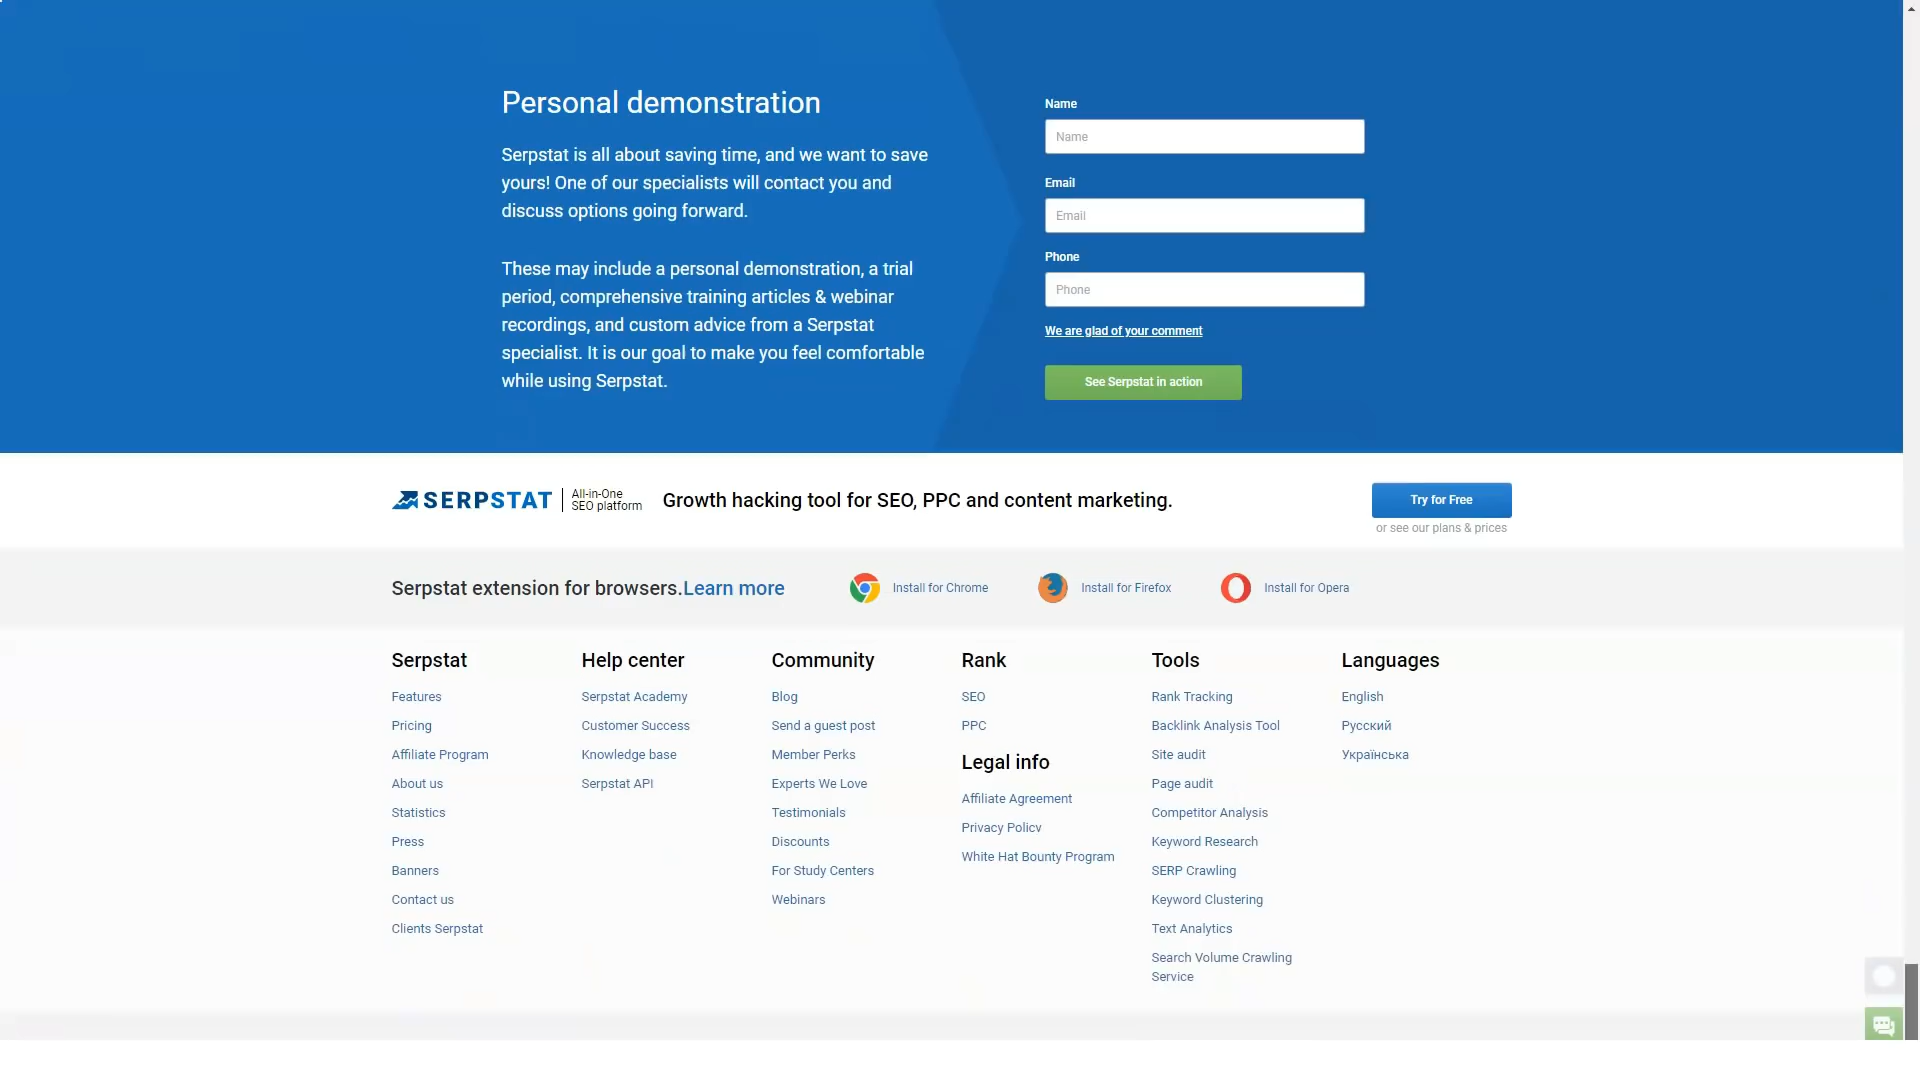 Personal demonstration
Serpstat is all about saving time, and we want to save
yours! One of our specialists will contact you and
discuss options going forward.
These may include a personal demonstration, a trial
period, comprehensive training articles & webinar
recordings, and custom advice from a Serpstat
specialist. It is our goal to make you feel comfortable
while using Serpstat.
Name
Name
Email
Email
Phone
Phone
We are glad of your comment
See Serpstat in action
SERPSTAT
All-in-One
SEO platform
Growth hacking tool for SEO, PPC and content marketing.
Try for Free
or see our plans & prices
Serpstat extension for browsers.Learn more
Install for Chrome
Install for Firefox
Install for Opera
Serpstat
Features
Pricing
Affiliate Program
About us
Statistics
Press
Banners
Contact us
Clients Serpstat
Help center
Serpstat Academy
Customer Success
Knowledge base
Serpstat API
Community
Blog
Send a guest post
Member Perks
Experts We Love
Testimonials
Discounts
For Study Centers
Webinars
Rank
SEO
PPC
Legal info
Affiliate Agreement
Privacy Policy
White Hat Bounty Program
Tools
Rank Tracking
Backlink Analysis Tool
Site audit
Page audit
Competitor Analysis
Keyword Research
SERP Crawling
Keyword Clustering
Text Analytics
Search Volume Crawling
Service
Languages
English
Русский
Українська